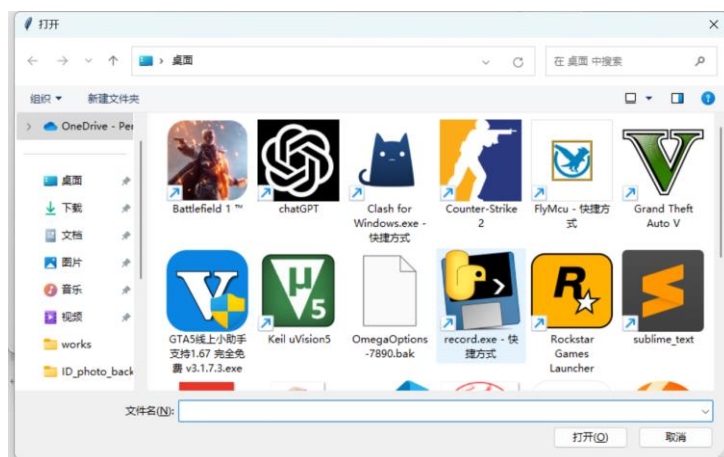 打开
桌面
在 桌面 中搜索
组织
新建文件夹
OneDrive - Per
桌面
下载
文档
图片
音乐
视频
works
ID_photo_back
Battlefield 1 ™
chatGPT
Clash for
Windows.exe -
快捷方式
Counter-Strike
2
FlyMcu - 快捷方
式
Grand Theft
Auto V
GTA5线上小助手
支持1.67 完全免
费 v3.1.7.3.exe
Keil uVision5
OmegaOptions
-7890.bak
record.exe - 快
捷方式
Rockstar
Games
Launcher
sublime_text
文件名(N):
打开(O)
取消